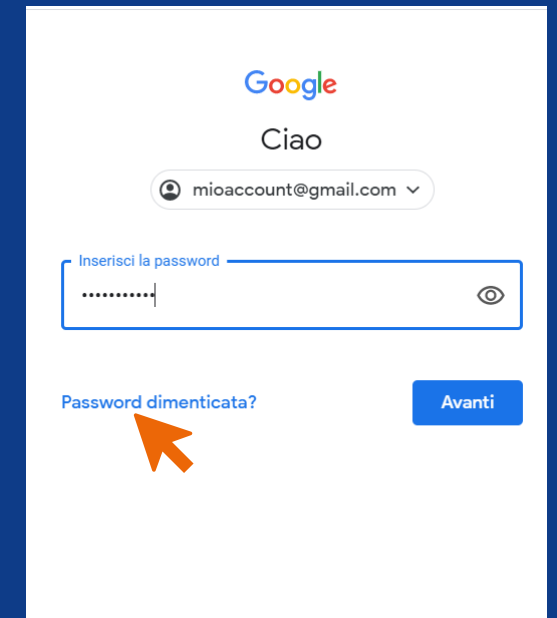 Google
Ciao
mioaccount@gmail.com
Inserisci la password
•••••••••••
Password dimenticata?
Avanti